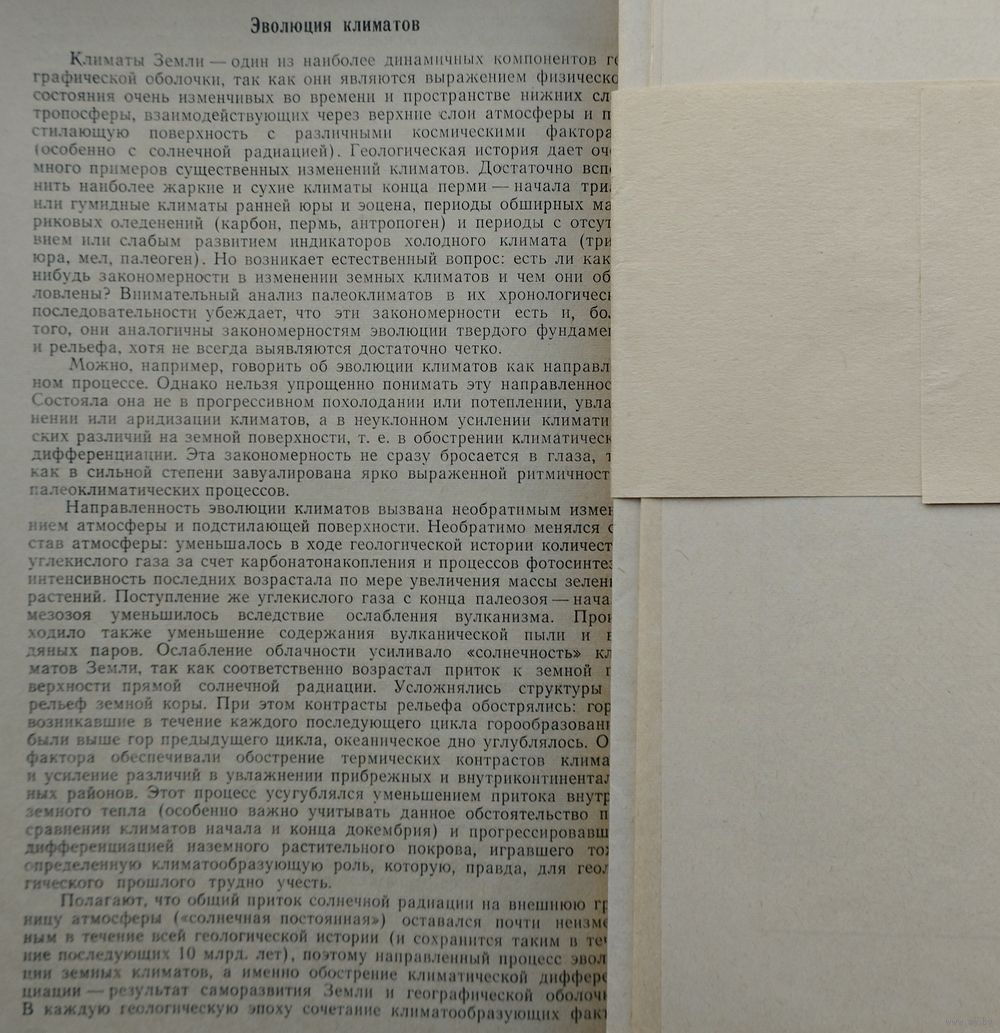 Эволюция климатов
Климаты Земли — один из наиболее динамичных компонентов ге
графической оболочки, так как они являются выражением физическо
состояния очень изменчивых во времени и пространстве нижних сл
тропосферы, взаимодействующих через верхние слои атмосферы и п
стилающую поверхность с различными космическими фактора
(особенно с солнечной радиацией). Геологическая история дает оче
много примеров существенных изменений климатов. Достаточно вспо
нить наиболее жаркие и сухие климаты конца перми — начала триа
или гумидные климаты ранней юры и эоцена, периоды обширных ма
риковых оледенений (карбон, пермь, антропоген) и периоды с отсут
вием или слабым развитием индикаторов холодного климата (три
юра, мел, палеоген). Но возникает естественный вопрос: есть ли как
нибудь закономерности в изменении земных климатов и чем они об
ловлены? Внимательный анализ палеоклиматов в их хронологичес
последовательности убеждает, что эти закономерности есть и, бол
того, они аналогичны закономерностям эволюции твердого фундамен
и рельефа, хотя не всегда выявляются достаточно четко.
Можно, например, говорить об эволюции климатов как направл
ном процессе. Однако нельзя упрощенно понимать эту направленнос
Состояла она не в прогрессивном похолодании или потеплении, увла
нении или аридизации климатов, а в неуклонном усилении климати
ских различий на земной поверхности, т. е. в обострении климатическ
дифференциации. Эта закономерность не сразу бросается в глаза, т
как в сильной степени завуалирована ярко выраженной ритмичност
палеоклиматических процессов.
Направленность эволюции климатов вызвана необратимым измен
нием атмосферы и подстилающей поверхности. Необратимо менялся с
став атмосферы: уменьшалось в ходе геологической истории количест
углекислого газа за счет карбонатонакопления и процессов фотосинтез
интенсивность последних возрастала по мере увеличения массы зелены
растений. Поступление же углекислого газа с конца палеозоя — нача
мезозоя уменьшилось вследствие ослабления вулканизма. Прои
ходило также уменьшение содержания вулканической пыли и в
дяных паров. Ослабление облачности усиливало «солнечность» кл
матов Земли, так как соответственно возрастал приток к земной п
верхности прямой солнечной радиации. Усложнялись структуры
рельеф земной коры. При этом контрасты рельефа обострялись: гор
возникавшие в течение каждого последующего цикла горообразован
были выше гор предыдущего цикла, океаническое дно углублялось. О
фактора обеспечивали обострение термических контрастов клима
и усиление различий в увлажнении прибрежных и внутриконтинентал
ных районов. Этот процесс усугублялся уменьшением притока внутр
земного тепла (особенно важно учитывать данное обстоятельство п
сравнении климатов начала и конца докембрия) и прогрессировавш
дифференциацией наземного растительного покрова, игравшего то
определенную климатообразующую роль, которую, правда, для геол
гического прошлого трудно учесть.
Полагают, что общий приток солнечной радиации на внешнюю гр
ницу атмосферы («солнечная постоянная») оставался почти неизме
ным в течение всей геологической истории (и сохранится таким в теч
ние последующих 10 млрд. лет), поэтому направленный процесс эвол
ции земных климатов, а именно обострение климатической диффере
циации — результат саморазвития Земли и географической оболочк
В каждую геологическую эпоху сочетание климатообразующих факт